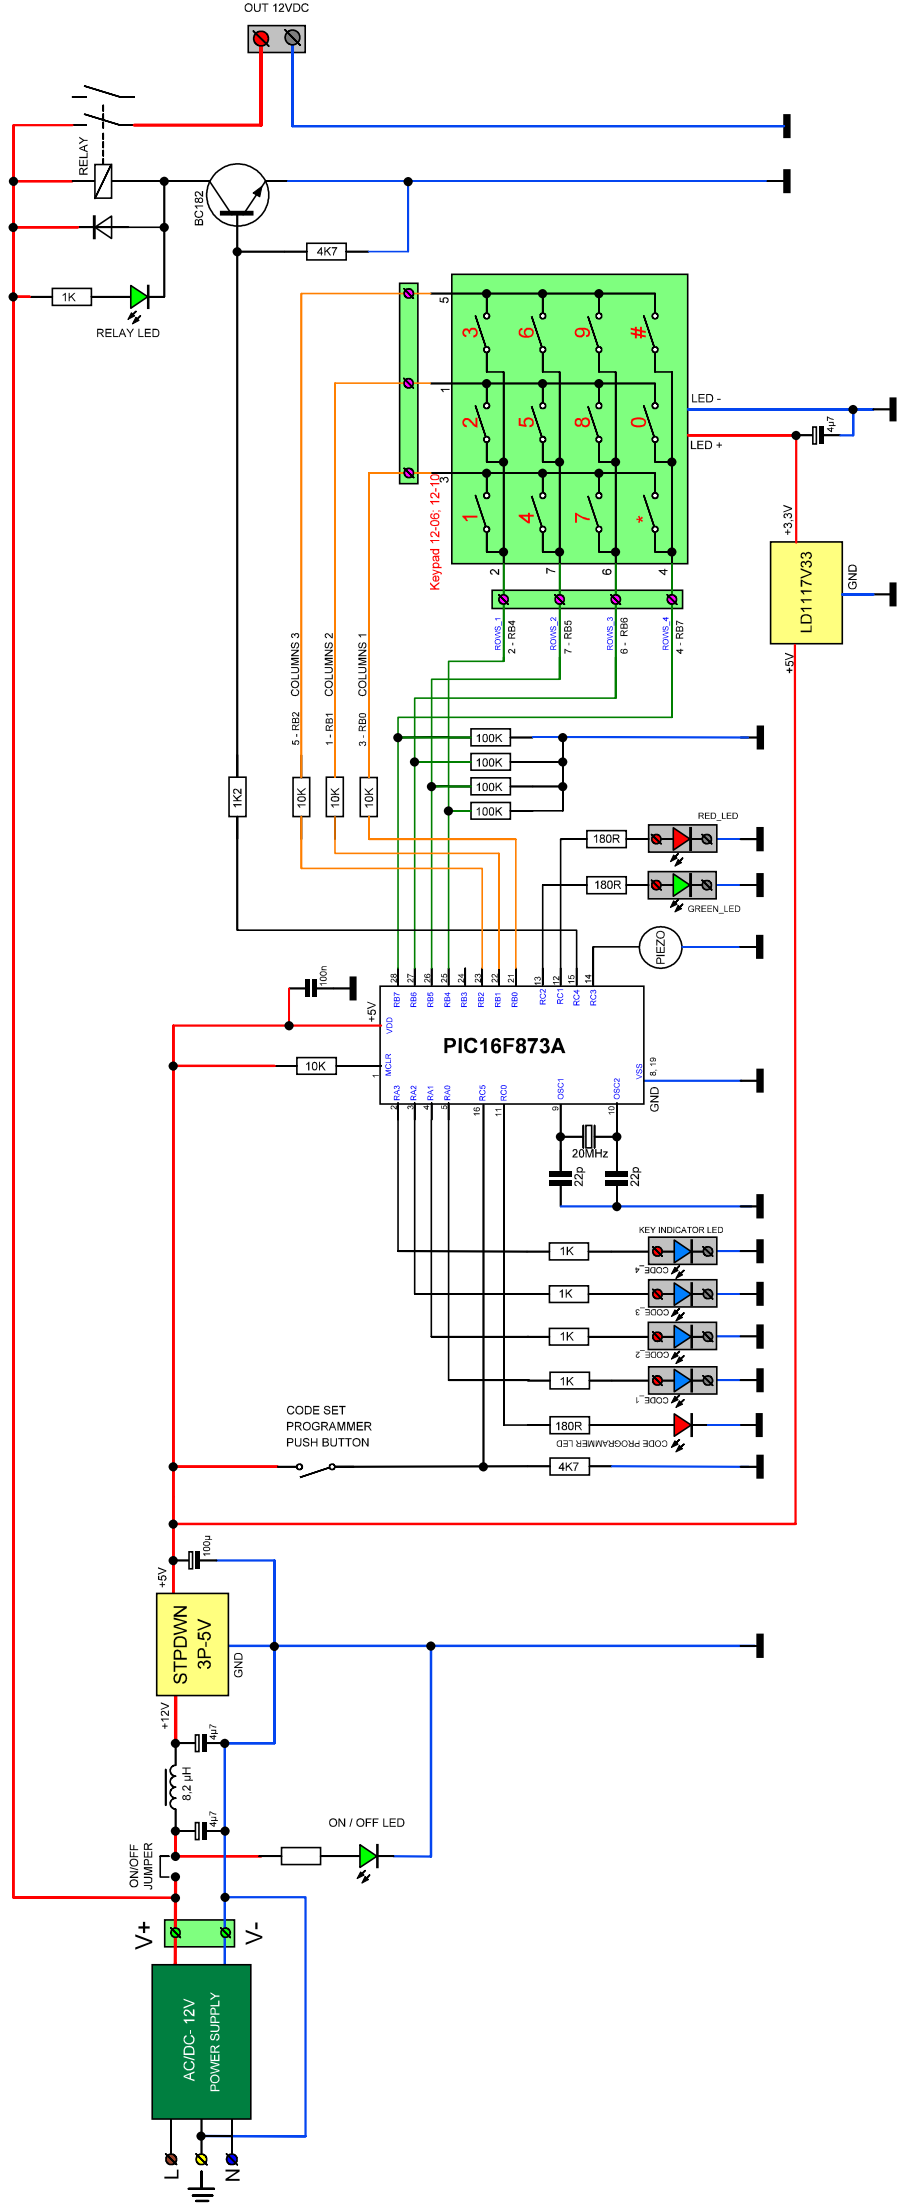 OUT 12VDC
RELAY
BC182
4K7
1K
RELAY LED
5
3
6
9
#
1
2
5
8
0
3
1
4
7
*
LED -
LED +
4µ7
Keypad 12-06; 12-10
+3,3V
LD1117V33
GND
+5V
2
7
6
4
ROWS_1
2 - RB4
ROWS_2
7 - RB5
ROWS_3
6 - RB6
ROWS_4
4 - RB7
5 - RB2 COLUMNS 3
1 - RB1 COLUMNS 2
3 - RB0 COLUMNS 1
100K
100K
100K
100K
1K2
10K
10K
10K
RED_LED
180R
180R
GREEN_LED
PIEZO
100n
+5V
28
27
26
25
24
23
22
21
13
12
15
14
RB7
RB6
RB5
RB4
RB3
RB2
RB1
RB0
RC2
RC1
RC4
RC3
VDD
PIC16F873A
10K
1
MCLR
VSS
8, 19
GND
RA3
RA2
RA1
RA0
RC5
RC0
OSC1
OSC2
2
3
4
5
16
11
9
10
20MHz
22p
22p
KEY INDICATOR LED
1K
CODE_4
1K
CODE_3
1K
CODE_2
1K
CODE_1
180R
CODE PROGRAMMER LED
CODE SET
PROGRAMMER
PUSH BUTTON
4K7
100µ
+5V
STPDWN
3P-5V
GND
+12V
4µ7
8,2 µH
4µ7
ON / OFF LED
ON/OFF
JUMPER
V+
V-
AC/DC- 12V
POWER SUPPLY
L
N